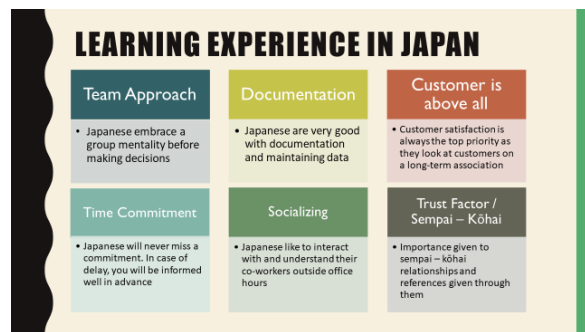 LEARNING EXPERIENCE IN JAPAN
Team Approach
• Japanese embrace a
group mentality before
making decisions
Documentation
• Japanese are very good
with documentation
and maintaining data
Customer is
above all
• Customer satisfaction is
always the top priority as
they look at customers on
a long-term association
Time Commitment
• Japanese will never miss a
commitment. In case of
delay, you will be informed
well in advance
Socializing
• Japanese like to interact
with and understand their
co-workers outside office
hours
Trust Factor /
Sempai – Kōhai
• Importance given to
sempai – kōhai
relationships and
references given through
them